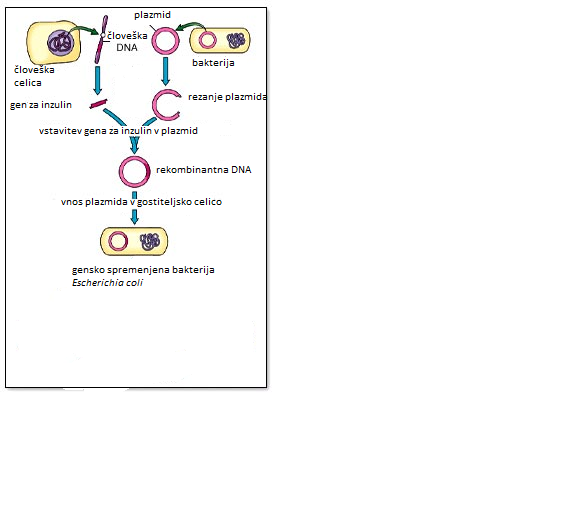 plazmid
človeška
DNA
bakterija
človeška
celica
rezanje plazmida
gen za inzulin
vstavitev gena za inzulin v plazmid
rekombinantna DNA
vnos plazmida v gostiteljsko celico
gensko spremenjena bakterija
Escherichia coli